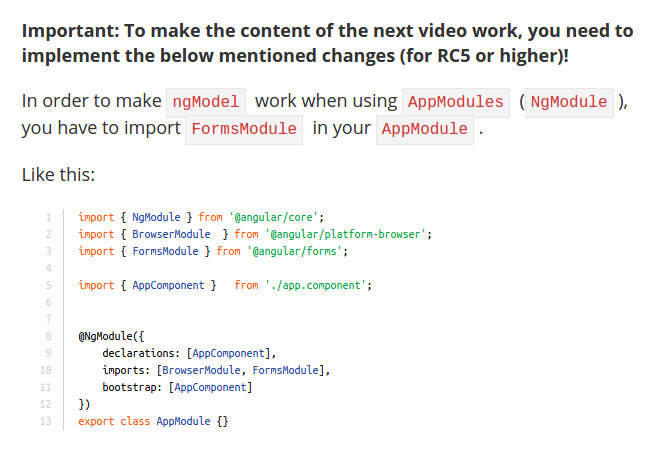 Important: To make the content of the next video work, you need to
implement the below mentioned changes (for RC5 or higher)!
In order to make ngModel work when using AppModules ( NgModule ),
you have to import FormsModule in your AppModule .
Like this:
1 import { NgModule } from '@angular/core';
2 import { BrowserModule  } from '@angular/platform-browser';
3 import { FormsModule } from '@angular/forms';
4
5 import { AppComponent }   from './app.component';
6
7
8 @NgModule({
9     declarations: [AppComponent],
10     imports: [BrowserModule, FormsModule],
11     bootstrap: [AppComponent]
12 })
13 export class AppModule {}